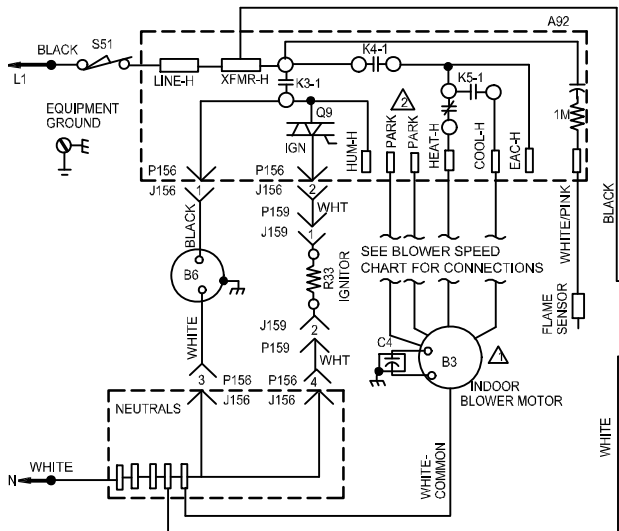 A92
BLACK
S51
L1
LINE-H
XFMR-H
K4-1
K3-1
K5-1
1M
EQUIPMENT
GROUND
Q9
IGN
2
HUM-H
PARK
PARK
HEAT-H
COOL-H
EAC-H
P156
J156
1
P156
J156
2
WHT
P159
J159
1
BLACK
B6
R33
IGNITOR
SEE BLOWER SPEED
CHART FOR CONNECTIONS
WHITE/PINK
BLACK
FLAME
SENSOR
WHITE
J159
2
P159
WHT
C4
B3
1
INDOOR
BLOWER MOTOR
3
P156
J156
P156
4
J156
NEUTRALS
N
WHITE
WHITE-
COMMON
WHITE